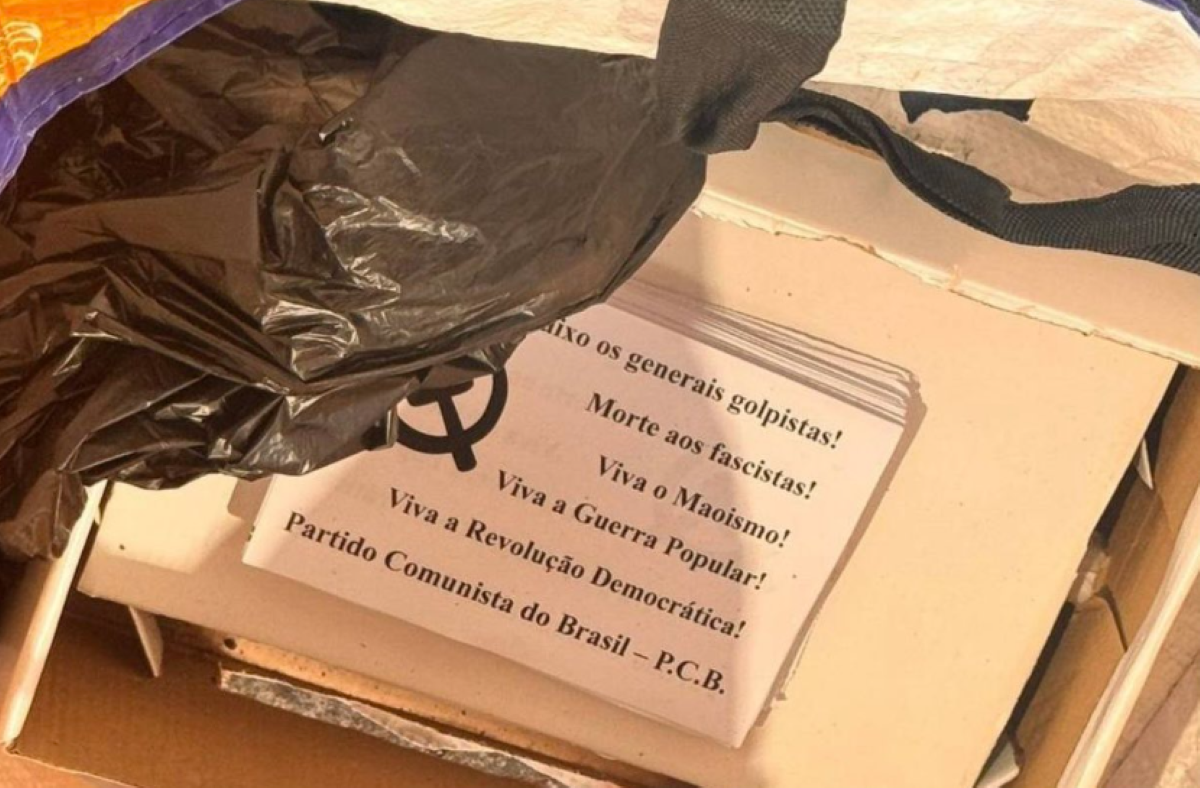 os generais golpistas!
Morte aos fascistas!
Viva o Maoismo!
Viva a Guerra Popular!
Viva a Revolução Democrática!
Partido Comunista do Brasil – P.C.B.